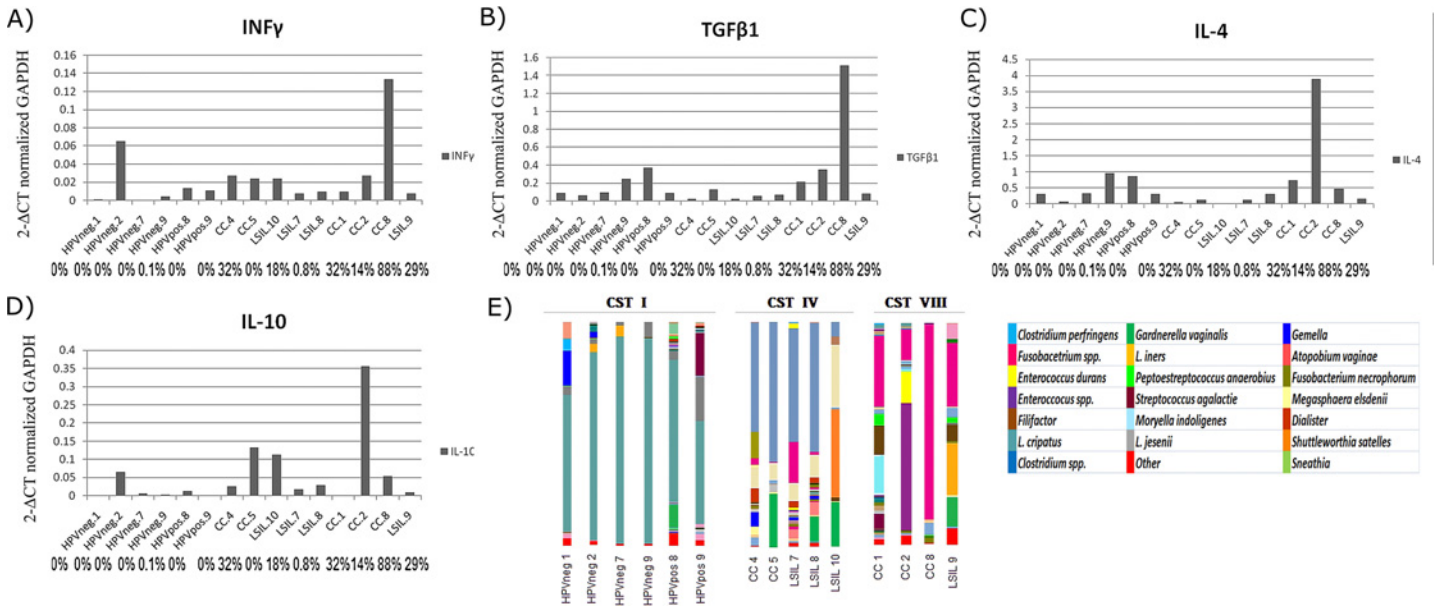 A)
INFγ
2-ΔCT normalized GAPDH
0.16
0.14
0.12
0.1
0.08
0.06
0.04
0.02
0
INFγ
HPVneg.1
HPVneg.2
HPVneg.7
HPVneg.9
HPVpos.8
HPVpos.9
CC.4
CC.5
LSIL.10
LSIL.7
LSIL.8
CC.1
CC.2
CC.8
LSIL.9
0% 0% 0% 0.1% 0% 0% 32% 0% 18% 0.8% 32%14% 88% 29%
B)
TGFβ1
2-ΔCT normalized GAPDH
1.6
1.4
1.2
1
0.8
0.6
0.4
0.2
0
TGFβ1
HPVneg.1
HPVneg.2
HPVneg.7
HPVneg.9
HPVpos.8
HPVpos.9
CC.4
CC.5
LSIL.10
LSIL.7
LSIL.8
CC.1
CC.2
CC.8
LSIL.9
0% 0% 0% 0.1% 0% 0% 32% 0% 18% 0.8% 32%14% 88% 29%
C)
IL-4
2-ΔCT normalized GAPDH
4.5
4
3.5
3
2.5
2
1.5
1
0.5
0
IL-4
HPVneg.1
HPVneg.2
HPVneg.7
HPVneg.9
HPVpos.8
HPVpos.9
CC.4
CC.5
LSIL.10
LSIL.7
LSIL.8
CC.1
CC.2
CC.8
LSIL.9
0% 0% 0% 0.1% 0% 0% 32% 0% 18% 0.8% 32%14% 88% 29%
D)
IL-10
2-ΔCT normalized GAPDH
0.4
0.35
0.3
0.25
0.2
0.15
0.1
0.05
0
IL-1C
HPVneg.1
HPVneg.2
HPVneg.7
HPVneg.9
HPVpos.8
HPVpos.9
CC.4
CC.5
LSIL.10
LSIL.7
LSIL.8
CC.1
CC.2
CC.8
LSIL.9
0% 0% 0% 0.1% 0% 0% 32% 0% 18% 0.8% 32%14% 88% 29%
E)
CST I
CST IV
CST VIII
HPVneg 1
HPVneg 2
HPVneg 7
HPVneg 9
HPVpos 8
HPVpos 9
CC 4
CC 5
LSIL 7
LSIL 8
LSIL 10
CC 1
CC 2
CC 8
LSIL 9
Clostridium perfringens
Gardnerella vaginalis
Gemella
Fusobacetrium spp.
L. iners
Atopobium vaginae
Enterococcus durans
Peptoestreptococcus anaerobius
Fusobacterium necrophorum
Enteroccocus spp.
Streptococcus agalactie
Megasphaera elsdenii
Filifactor
Moryella indoligenes
Dialister
L. cripatus
L. jesenii
Shuttleworthia satelles
Clostridium spp.
Other
Sneathia